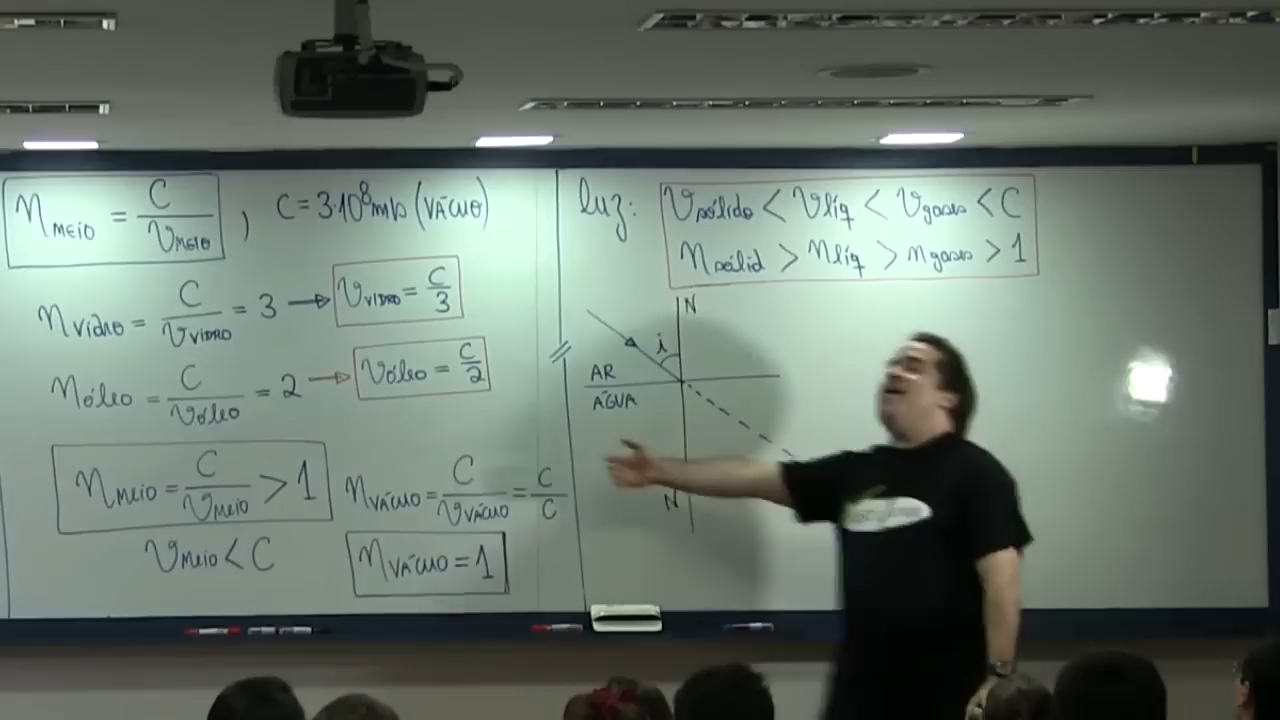 n MEIO = C / V MEIO , C = 3·10⁸ m/s (VÁCUO)
n vidro = C / V VIDRO = 3 → V VIDRO = C / 3
n óleo = C / V óleo = 2 → V óleo = C / 2
n Meio = C / V Meio > 1
V Meio < C
n VÁCUO = C / V VÁCUO = C / C
n VÁCUO = 1
luz: V sólido < V líq < V gases < C
n sólid > n líq > n gases > 1
N
i
AR
ÁGUA
N